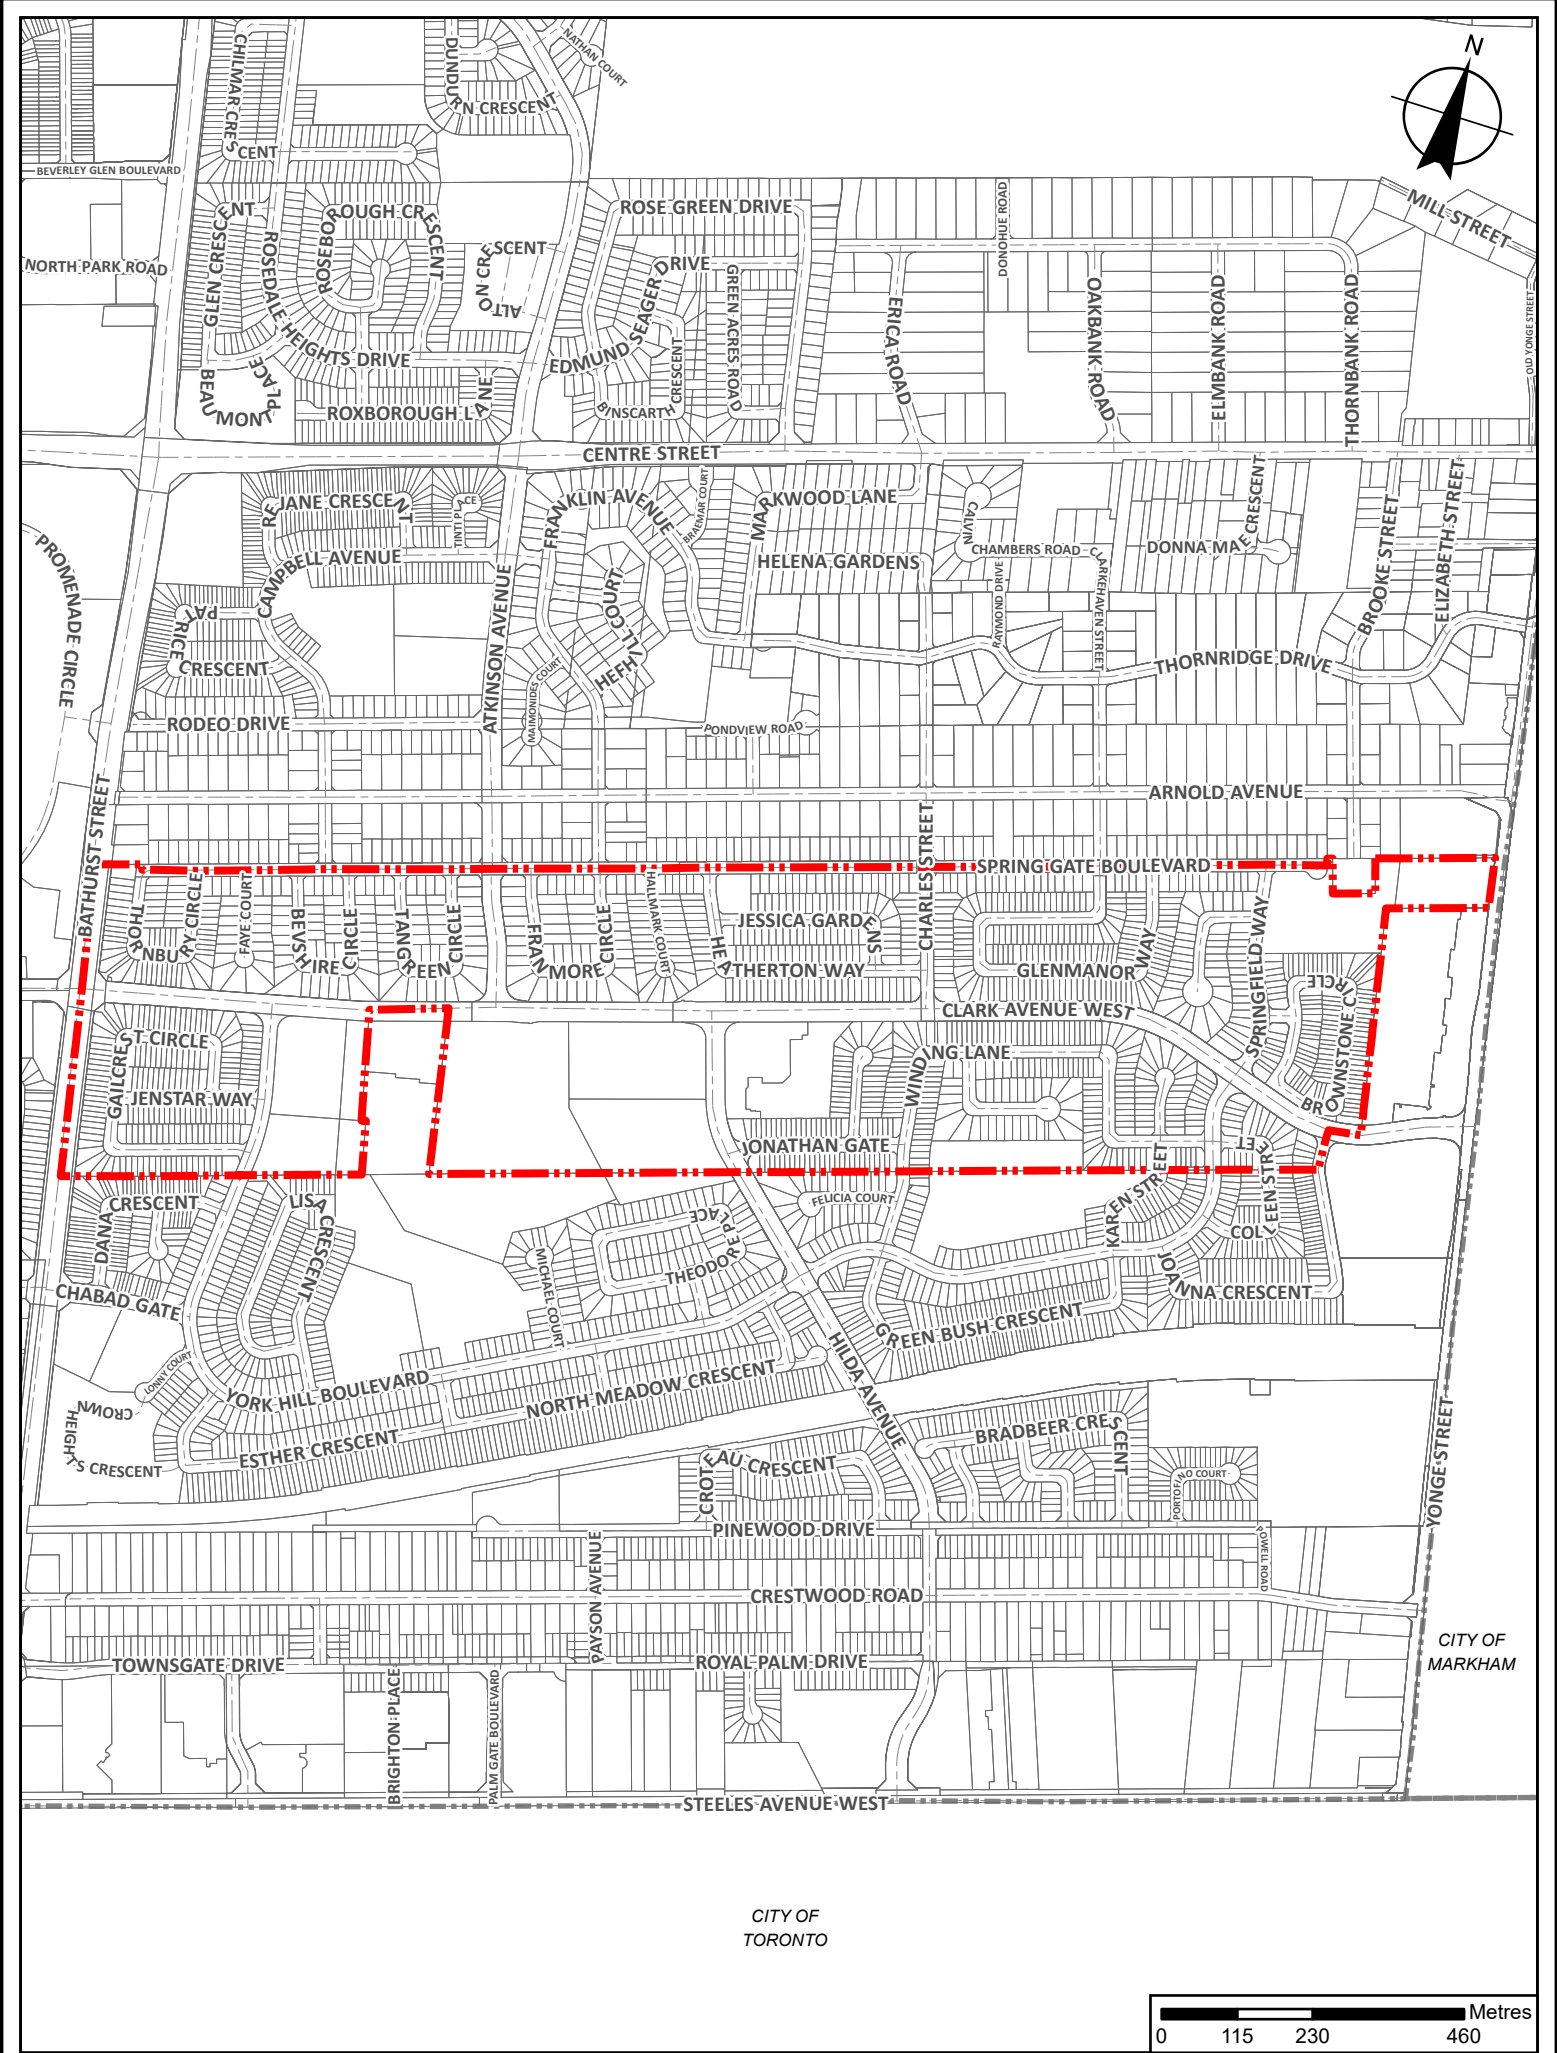 NATHAN COURT
N
CHILMAR CRESCENT
DUNDURN CRESCENT
BEVERLEY GLEN BOULEVARD
MILL STREET
ROSE GREEN DRIVE
DONOHUE ROAD
GLEN CRESCENT
ROSEBOROUGH CRESCENT
ALTON CRESCENT
NORTH PARK ROAD
EDMUND SEAGER DRIVE
GREEN ACRES ROAD
ERICA ROAD
OAKBANK ROAD
ELMBANK ROAD
THORNBANK ROAD
OLD YONGE STREET
ROSEDALE HEIGHTS DRIVE
BEAUMONT PLACE
BINSCARTH CRESCENT
ROXBOROUGH LANE
CENTRE STREET
REJANE CRESCENT
TINTI PLACE
FRANKLIN AVENUE
BRAEMAR COURT
MARKWOOD LANE
CALVIN CHAMBERS ROAD
DONNA MAE CRESCENT
BROOKE STREET
ELIZABETH STREET
PROMENADE CIRCLE
CAMPBELL AVENUE
HELENA GARDENS
CLARKEHAVEN STREET
RAYMOND DRIVE
ATKINSON AVENUE
HEFHILL COURT
PATRICE CRESCENT
MAIMONIDES COURT
THORNRIDGE DRIVE
RODEO DRIVE
PONDVIEW ROAD
ARNOLD AVENUE
BATHURST STREET
CHARLES STREET
SPRING GATE BOULEVARD
THORNBURY CIRCLE
FAYE COURT
BEVSHIRE CIRCLE
TANGREEN CIRCLE
FRANMORE CIRCLE
HALLMARK COURT
JESSICA GARDENS
HEATHERTON WAY
GLENMANOR WAY
SPRINGFIELD WAY
BROWNSTONE CIRCLE
CLARK AVENUE WEST
GAILCREST CIRCLE
WINDING LANE
JENSTAR WAY
JONATHAN GATE
COLLEEN STREET
KAREN STREET
DANA CRESCENT
LISA CRESCENT
FELICIA COURT
THEODORE PLACE
MICHAEL COURT
JOANNA CRESCENT
CHABAD GATE
GREEN BUSH CRESCENT
HILDA AVENUE
LONNY COURT
YORK HILL BOULEVARD
NORTH MEADOW CRESCENT
CROWN HEIGHTS CRESCENT
ESTHER CRESCENT
BRADBEER CRESCENT
CROTEAU CRESCENT
PORTOFINO COURT
YONGE STREET
PINEWOOD DRIVE
POWELL ROAD
PAYSON AVENUE
CRESTWOOD ROAD
TOWNSGATE DRIVE
ROYAL PALM DRIVE
BRIGHTON PLACE
PALM GATE BOULEVARD
CITY OF
MARKHAM
STEELES AVENUE WEST
CITY OF
TORONTO
Metres
0 115 230 460